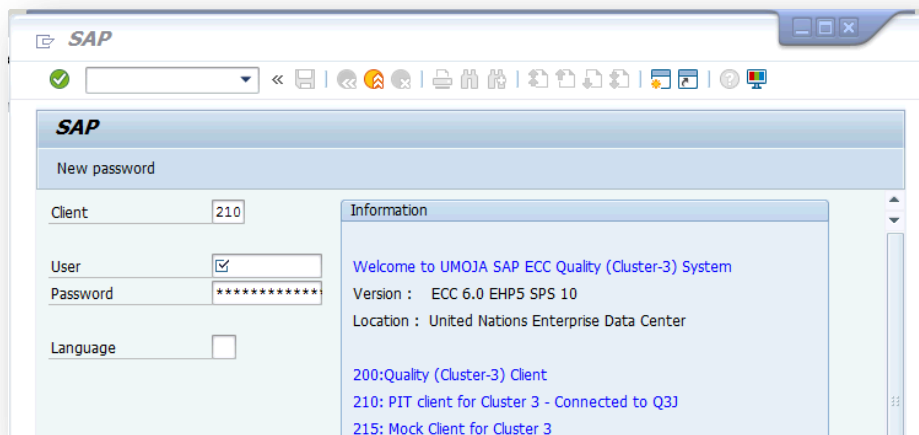 SAP
SAP
New password
Client 210
User
Password *************
Language
Information
Welcome to UMOJA SAP ECC Quality (Cluster-3) System
Version : ECC 6.0 EHP5 SPS 10
Location : United Nations Enterprise Data Center
200:Quality (Cluster-3) Client
210: PIT client for Cluster 3 - Connected to Q3J
215: Mock Client for Cluster 3